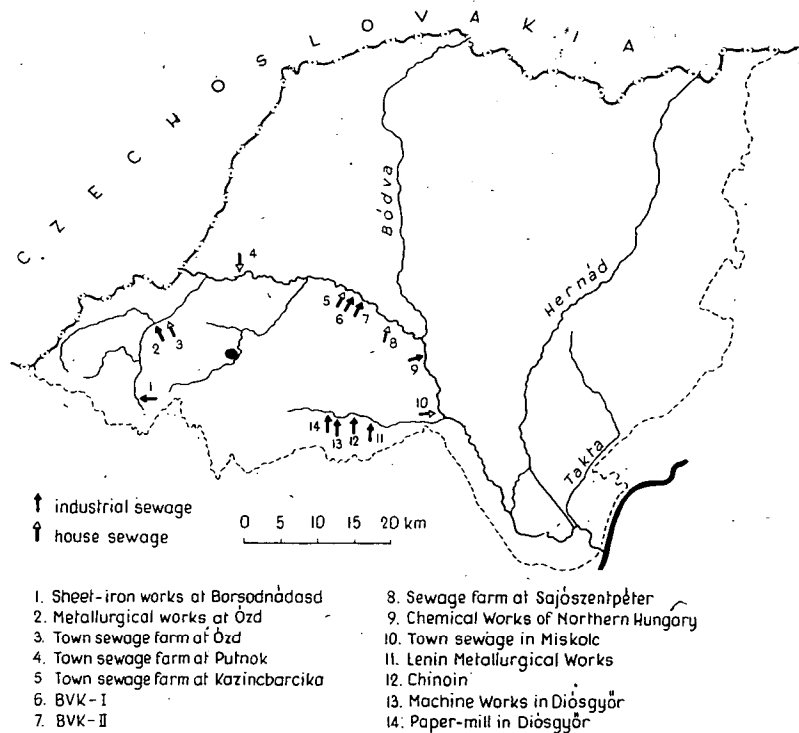 CZECHOSLOVAKIA
Bódva
Hernád
Takta
4
5
6
7
8
2
3
9
1
10
14
13
12
11
industrial sewage
house sewage
0 5 10 15 20 km
1. Sheet-iron works at Borsodnádasd
2. Metallurgical works at Ózd
3. Town sewage farm at Ózd
4. Town sewage farm at Putnok
5 Town sewage farm at Kazincbarcika
6. BVK-I
7. BVK-II
8. Sewage farm at Sajószentpéter
9. Chemical Works of Northern Hungary
10. Town sewage in Miskolc
11. Lenin Metallurgical Works
12. Chinoin
13. Machine Works in Diósgyőr
14. Paper-mill in Diósgyőr